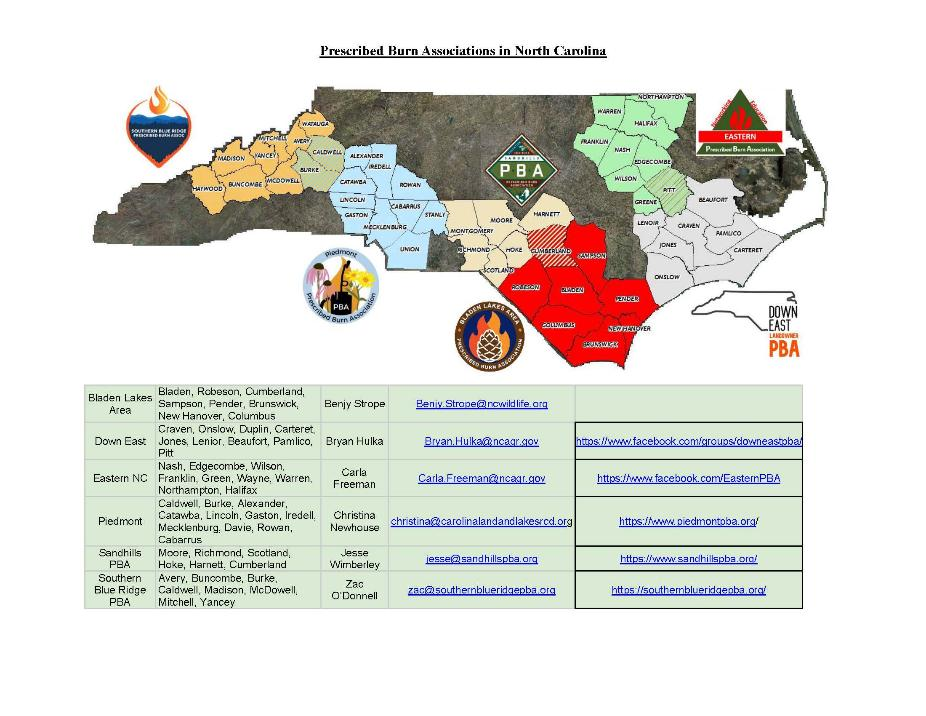 Prescribed Burn Associations in North Carolina
SOUTHERN BLUE RIDGE
PRESCRIBED BURN ASSOC
WATAUGA
MITCHELL
AVERY
MADISON
YANCEY
CALDWELL
BURKE
MCDOWELL
BUNCOMBE
HAYWOOD
ALEXANDER
IREDELL
CATAWBA
ROWAN
LINCOLN
CABARRUS
GASTON
STANLY
MECKLENBURG
UNION
SANDHILLS
PBA
MOORE
HARNETT
MONTGOMERY
RICHMOND
HOKE
CUMBERLAND
SCOTLAND
SAMPSON
ROBESON
BLADEN
PENDER
COLUMBUS
NEW HANOVER
BRUNSWICK
NORTHAMPTON
WARREN
HALIFAX
FRANKLIN
NASH
EDGECOMBE
WILSON
PITT
GREENE
BEAUFORT
LENOIR
CRAVEN
PAMLICO
JONES
CARTERET
ONSLOW
EASTERN
Prescribed Burn Association
Piedmont
PBA
Prescribed Burn Association
BLADEN LAKES AREA
PRESCRIBED BURN ASSOCIATION
DOWN
EAST
LANDOWNER
PBA
Bladen Lakes
Area
Bladen, Robeson, Cumberland,
Sampson, Pender, Brunswick,
New Hanover, Columbus
Benjy Strope
Benjy.Strope@ncwildlife.org
Down East
Craven, Onslow, Duplin, Carteret,
Jones, Lenior, Beaufort, Pamlico,
Pitt
Bryan Hulka
Bryan.Hulka@ncagr.gov
https://www.facebook.com/groups/downeastpba/
Eastern NC
Nash, Edgecombe, Wilson,
Franklin, Green, Wayne, Warren,
Northampton, Halifax
Carla
Freeman
Carla.Freeman@ncagr.gov
https://www.facebook.com/EasternPBA
Piedmont
Caldwell, Burke, Alexander,
Catawba, Lincoln, Gaston, Iredell,
Mecklenburg, Davie, Rowan,
Cabarrus
Christina
Newhouse
christina@carolinalandandlakesrcd.org
https://www.piedmontpba.org/
Sandhills
PBA
Moore, Richmond, Scotland,
Hoke, Harnett, Cumberland
Jesse
Wimberley
jesse@sandhillspba.org
https://www.sandhillspba.org/
Southern
Blue Ridge
PBA
Avery, Buncombe, Burke,
Caldwell, Madison, McDowell,
Mitchell, Yancey
Zac
O'Donnell
zac@southernblueridgepba.org
https://southernblueridgepba.org/